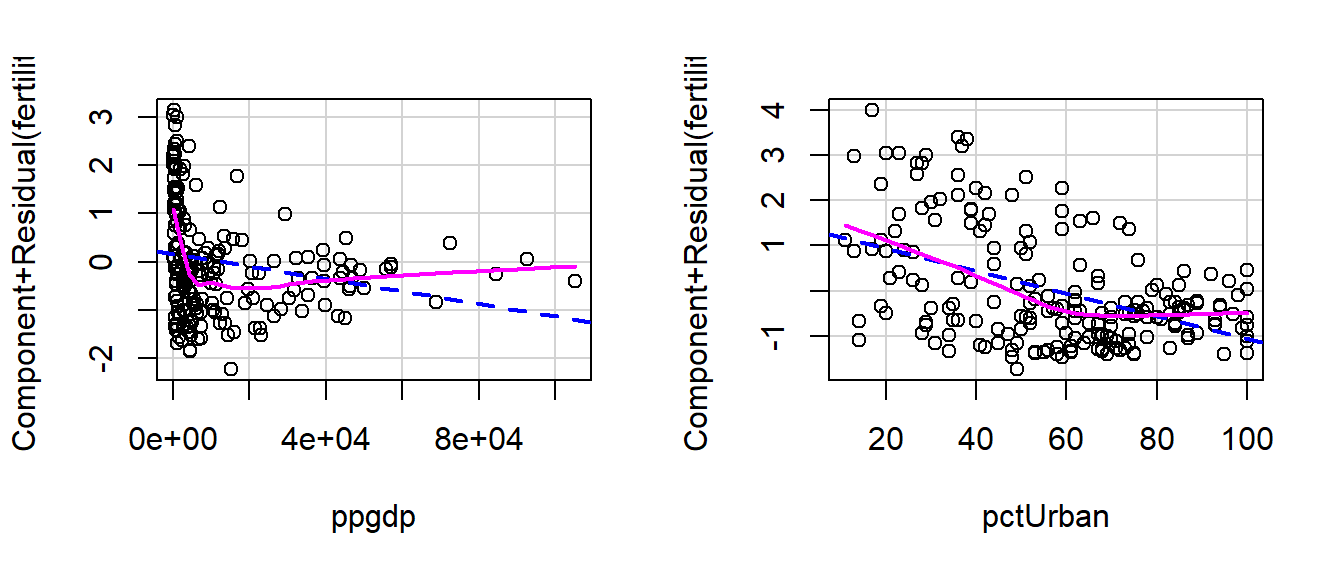 Component+Residual(fertili
3
2
1
0
-2
0e+00 4e+04 8e+04
ppgdp
Component+Residual(fertili
4
3
2
1
-1
20 40 60 80 100
pctUrban